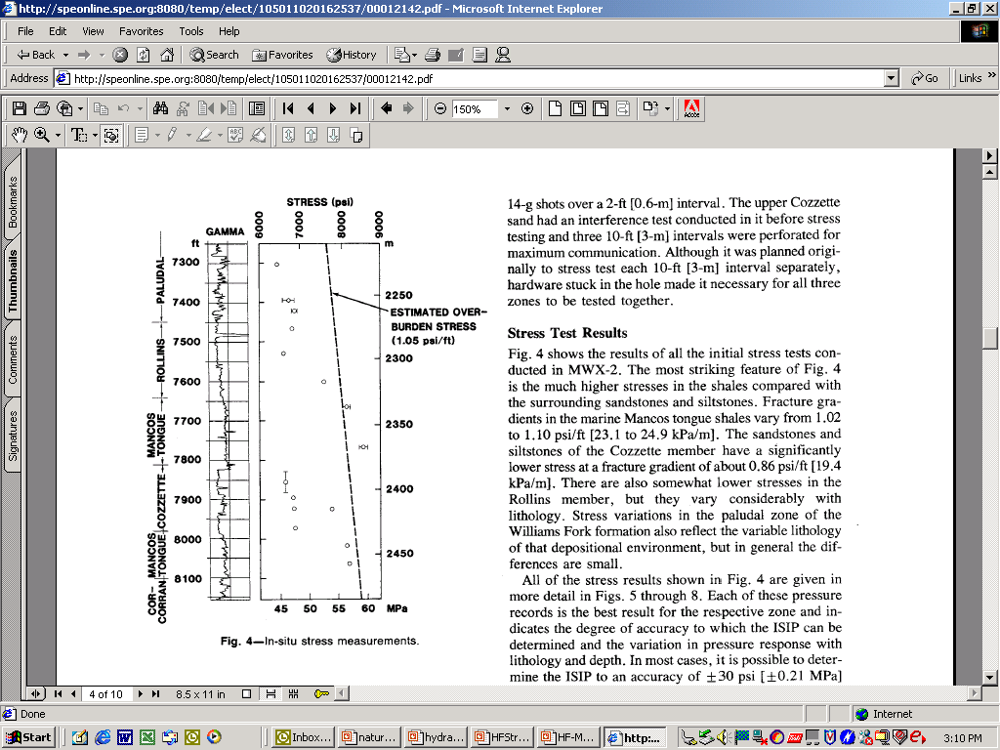 http://speonline.spe.org:8080/temp/elect/105011020162537/00012142.pdf - Microsoft Internet Explorer
File Edit View Favorites Tools Help
Back Search Favorites History
Address http://speonline.spe.org:8080/temp/elect/105011020162537/00012142.pdf Go Links »
150% Adobe
Bookmarks
Thumbnails
Comments
Signatures
STRESS (psi)
6000 7000 8000 9000
GAMMA
ft m
7300
7400
7500
7600
7700
7800
7900
8000
8100
PALUDAL
ROLLINS
MANCOS TONGUE
COZZETTE
MANCOS TONGUE
COR-CORRAN
2250
2300
2350
2400
2450
ESTIMATED OVER-
BURDEN STRESS
(1.05 psi/ft)
45 50 55 60 MPa
Fig. 4—In-situ stress measurements.
14-g shots over a 2-ft [0.6-m] interval. The upper Cozzette
sand had an interference test conducted in it before stress
testing and three 10-ft [3-m] intervals were perforated for
maximum communication. Although it was planned origi-
nally to stress test each 10-ft [3-m] interval separately,
hardware stuck in the hole made it necessary for all three
zones to be tested together.
Stress Test Results
Fig. 4 shows the results of all the initial stress tests con-
ducted in MWX-2. The most striking feature of Fig. 4
is the much higher stresses in the shales compared with
the surrounding sandstones and siltstones. Fracture gra-
dients in the marine Mancos tongue shales vary from 1.02
to 1.10 psi/ft [23.1 to 24.9 kPa/m]. The sandstones and
siltstones of the Cozzette member have a significantly
lower stress at a fracture gradient of about 0.86 psi/ft [19.4
kPa/m]. There are also somewhat lower stresses in the
Rollins member, but they vary considerably with
lithology. Stress variations in the paludal zone of the
Williams Fork formation also reflect the variable lithology
of that depositional environment, but in general the dif-
ferences are small.
All of the stress results shown in Fig. 4 are given in
more detail in Figs. 5 through 8. Each of these pressure
records is the best result for the respective zone and in-
dicates the degree of accuracy to which the ISIP can be
determined and the variation in pressure response with
lithology and depth. In most cases, it is possible to deter-
mine the ISIP to an accuracy of ±30 psi [±0.21 MPa]
4 of 10 8.5 x 11 in
Done Internet
Start Inbox... natur... hydra... HFStr... HF-M... http:... 3:10 PM